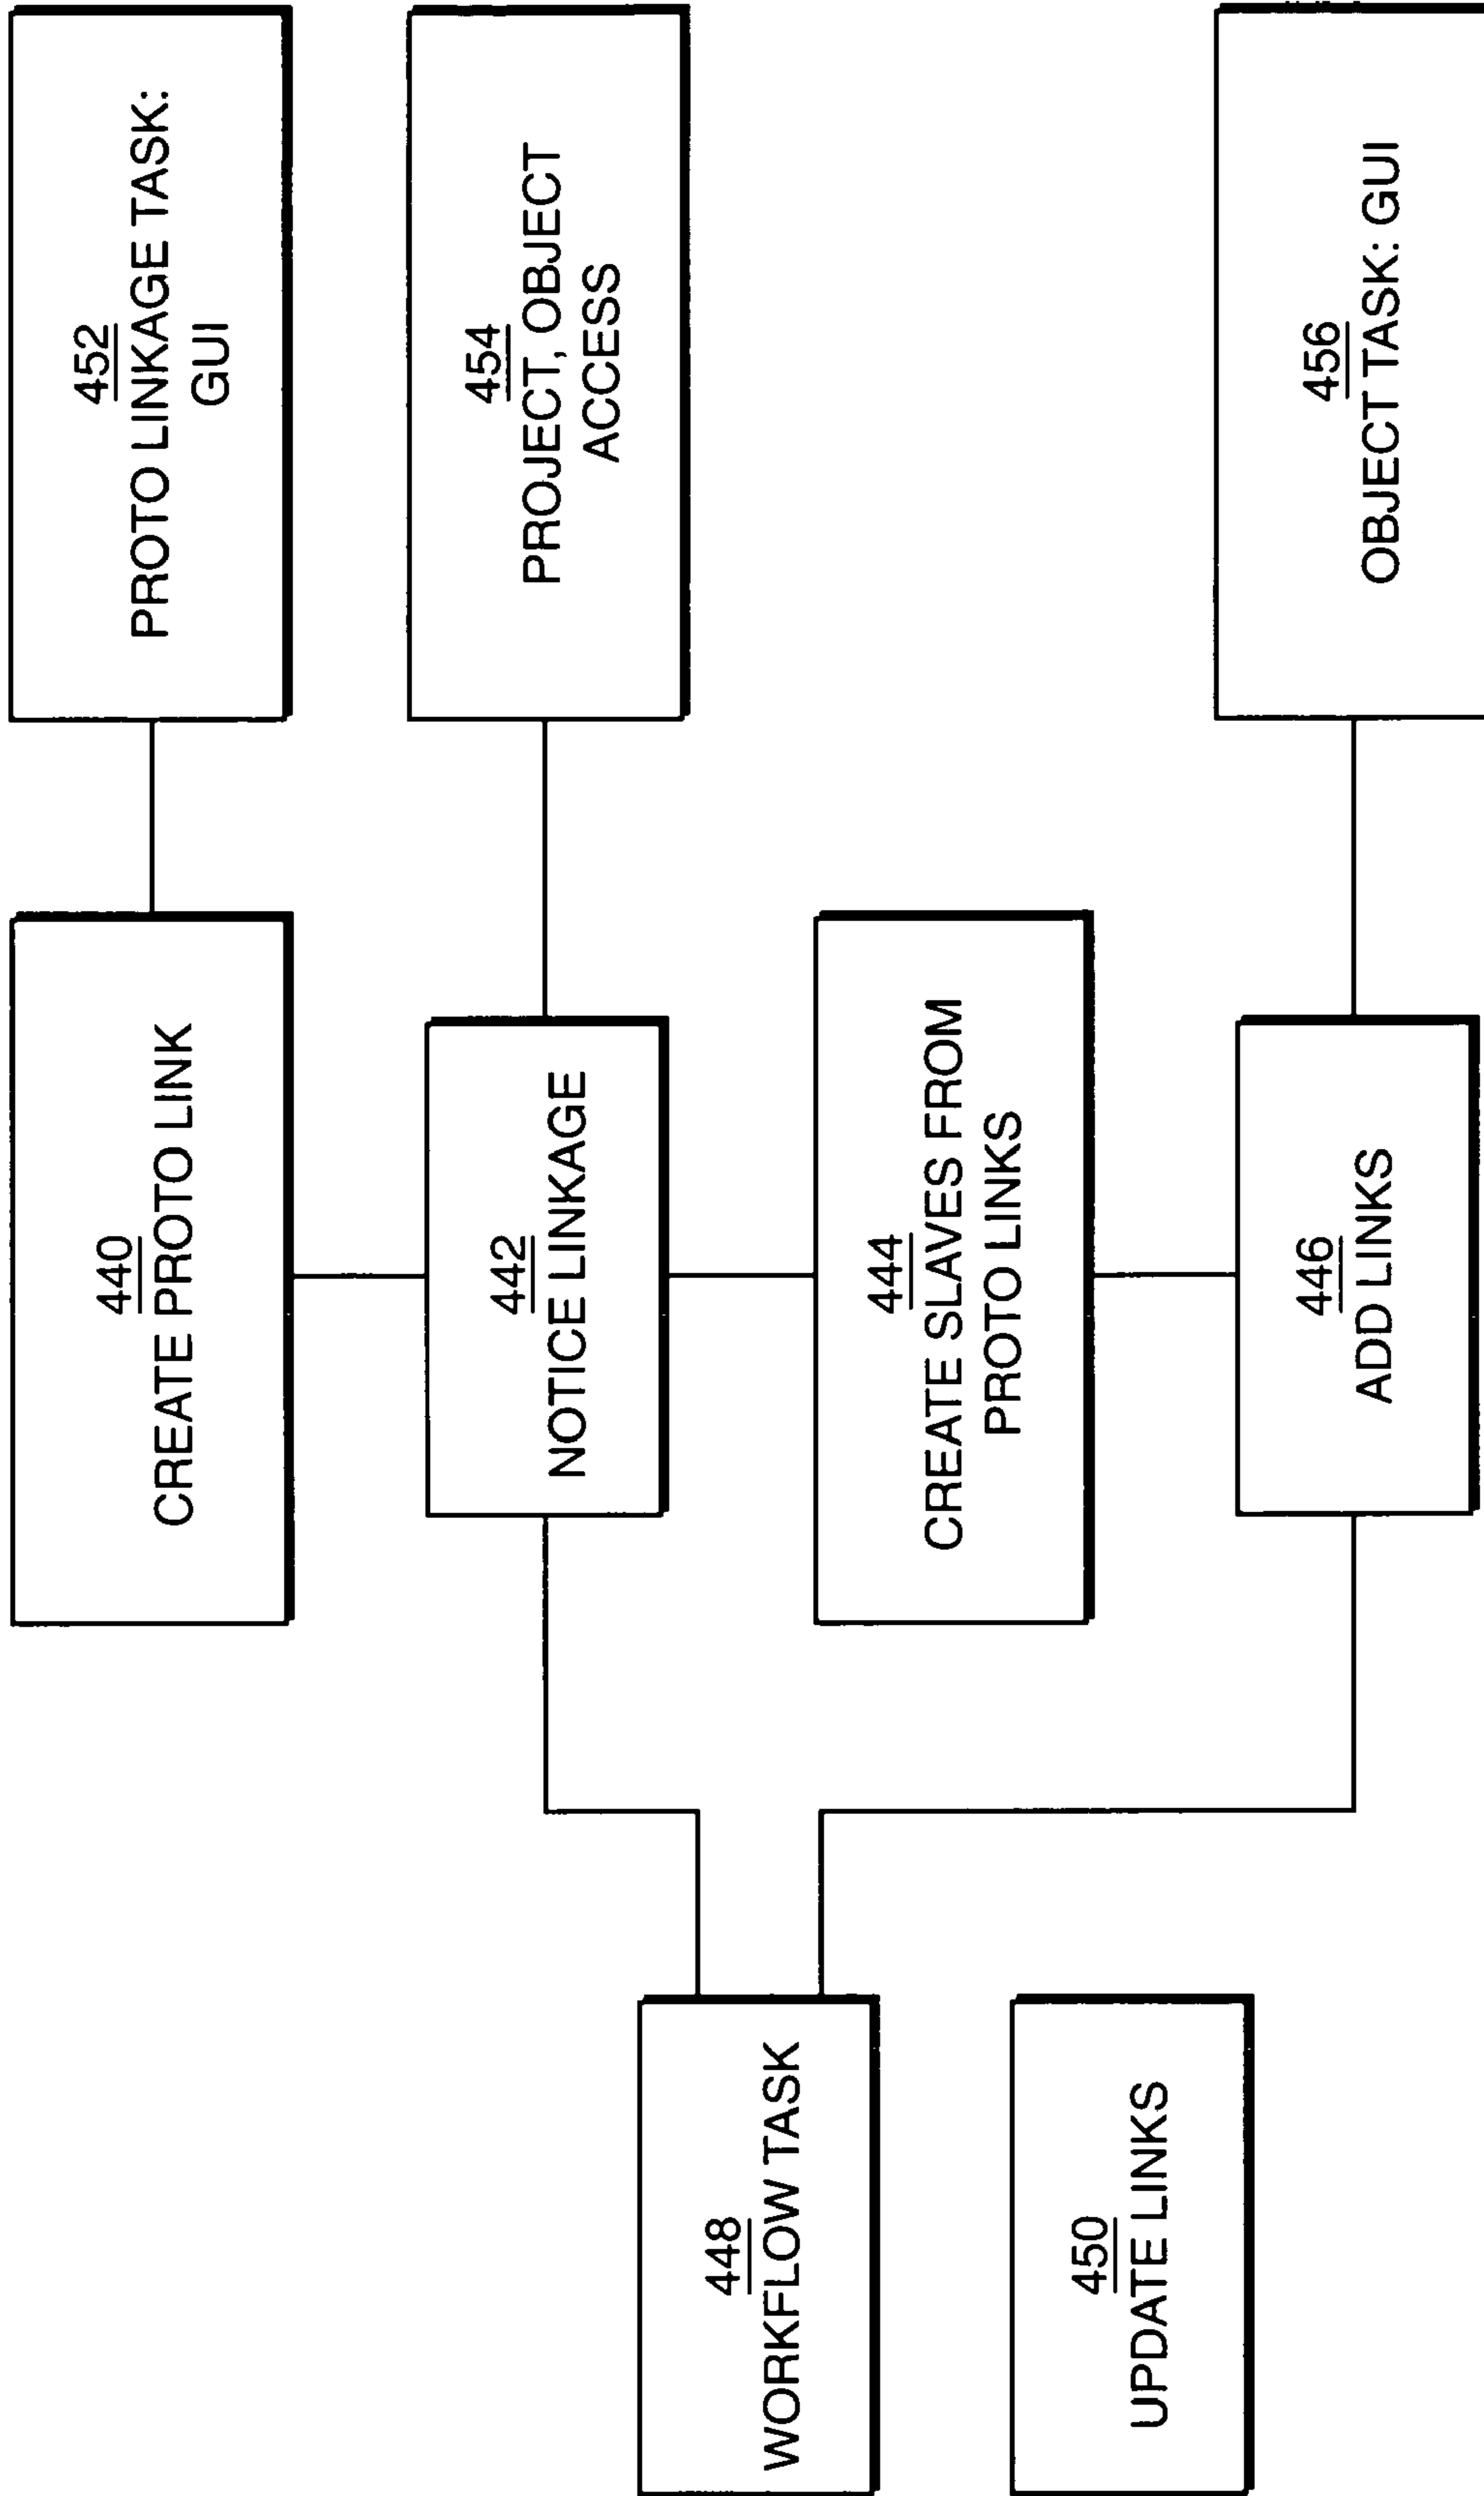 440
CREATE PROTO LINK
452
PROTO LINKAGE TASK:
GUI
442
NOTICE LINKAGE
454
PROJECT, OBJECT
ACCESS
448
WORKFLOW TASK
444
CREATE SLAVES FROM
PROTO LINKS
450
UPDATE LINKS
446
ADD LINKS
456
OBJECT TASK: GUI